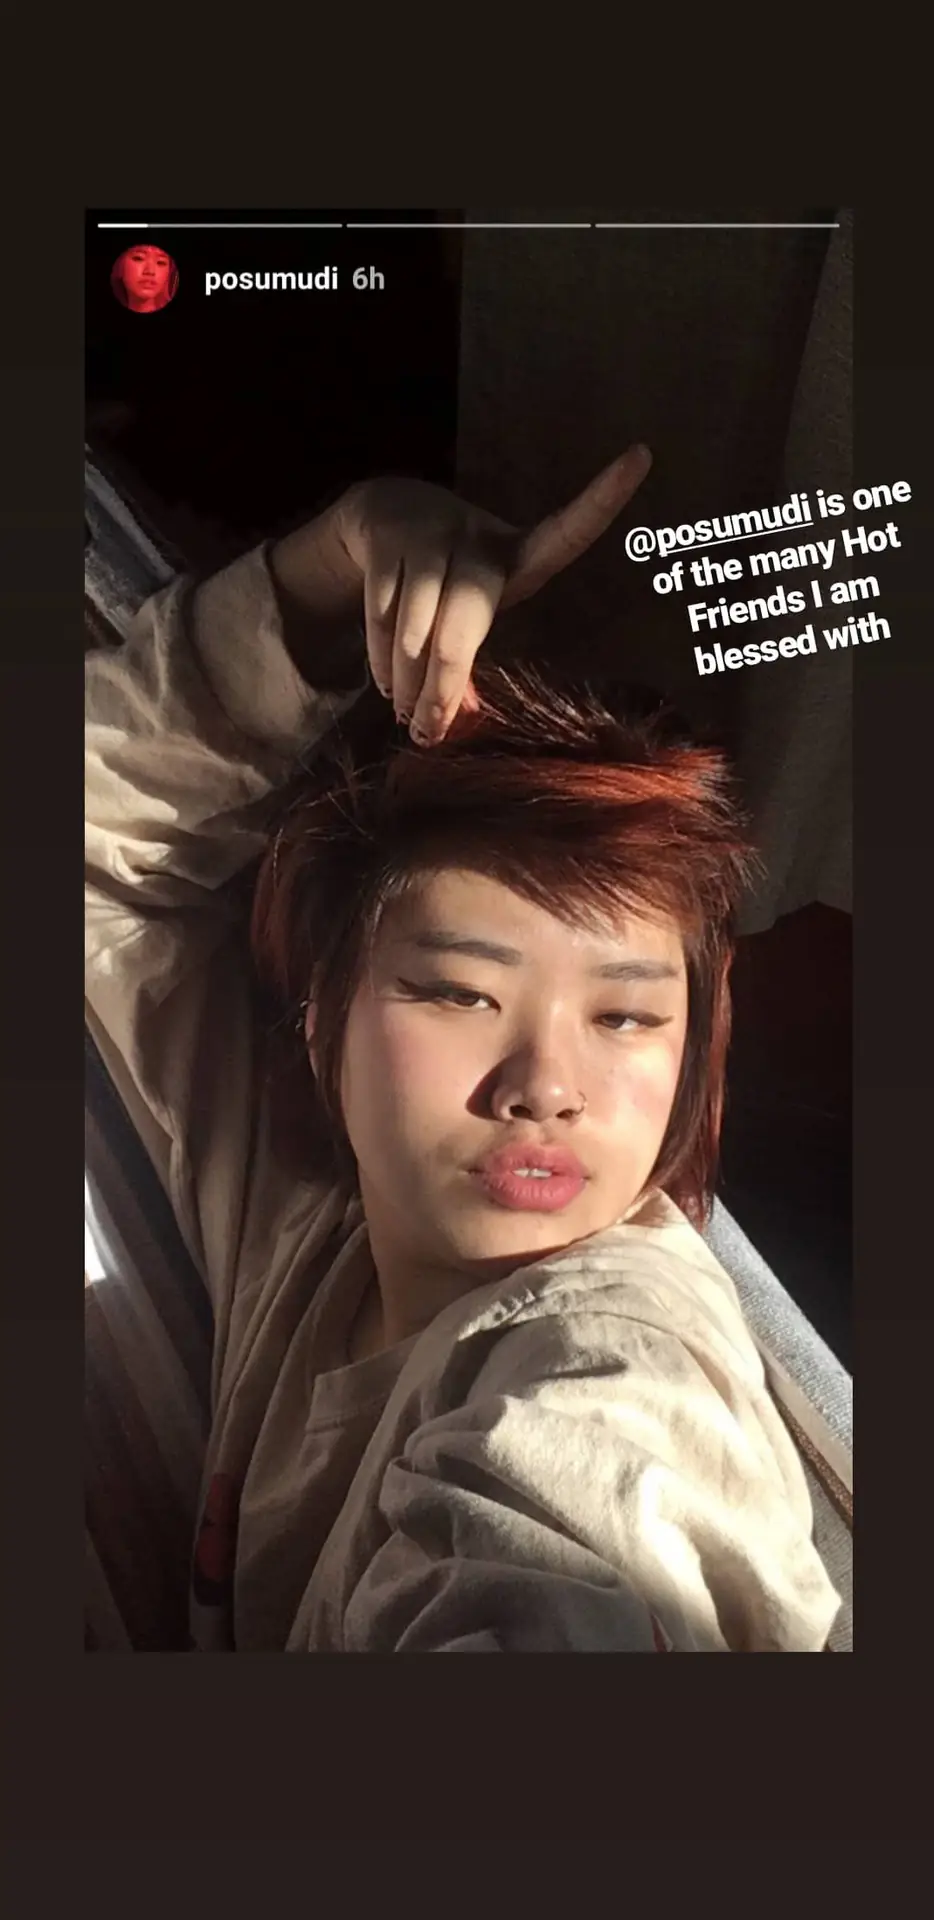 posumudi 6h
@posumudi is one
of the many Hot
Friends I am
blessed with